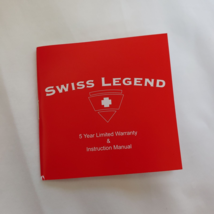 SWISS LEGEND
5 Year Limited Warranty
&
Instruction Manual